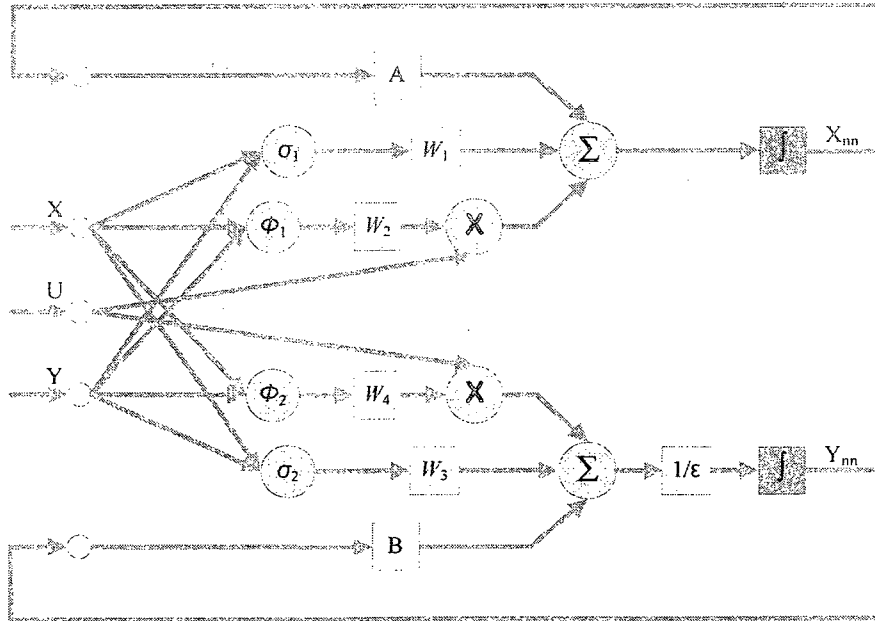 A
σ₁ W₁ Σ ∫ Xₙₙ
X Φ₁ W₂ X
U
Y Φ₂ W₄ X
σ₂ W₃ Σ 1/ε ∫ Yₙₙ
B